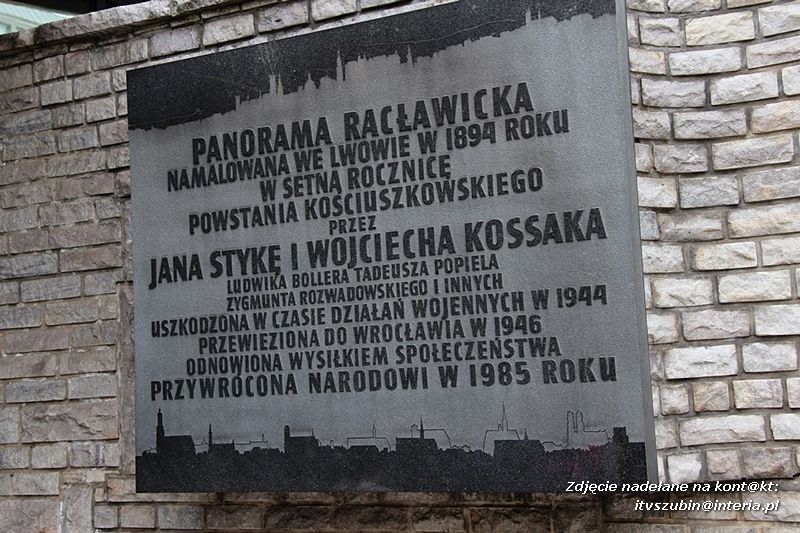 PANORAMA RACŁAWICKA
NAMALOWANA WE LWOWIE W 1894 ROKU
W SETNĄ ROCZNICĘ
POWSTANIA KOŚCIUSZKOWSKIEGO
PRZEZ
JANA STYKĘ I WOJCIECHA KOSSAKA
LUDWIKA BOLLERA TADEUSZA POPIELA
ZYGMUNTA ROZWADOWSKIEGO I INNYCH
USZKODZONA W CZASIE DZIAŁAŃ WOJENNYCH W 1944
PRZEWIEZIONA DO WROCŁAWIA W 1946
ODNOWIONA WYSIŁKIEM SPOŁECZEŃSTWA
PRZYWRÓCONA NARODOWI W 1985 ROKU
Zdjęcie nadełane na kont@kt:
itvszubin@interia.pl